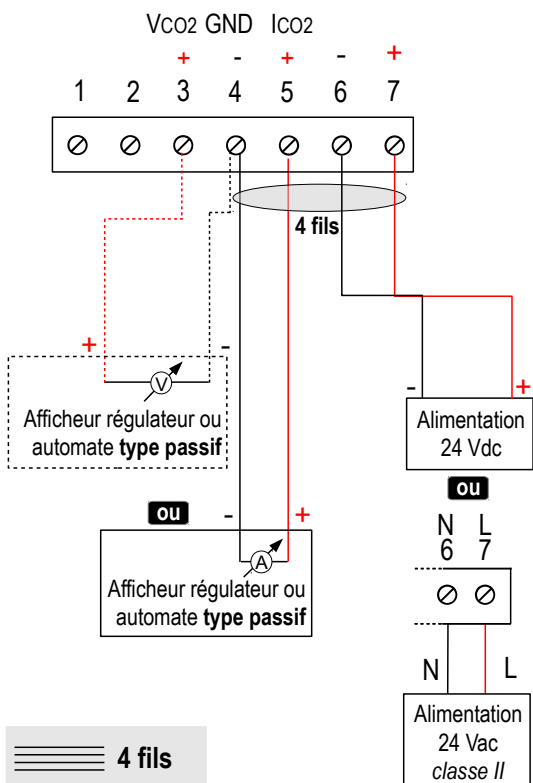 VCO2 GND ICO2
+ - + - +
1 2 3 4 5 6 7
4 fils
+ -
V
Afficheur régulateur ou
automate type passif
- +
Alimentation
24 Vdc
ou
ou
- +
A
Afficheur régulateur ou
automate type passif
N L
6 7
N L
Alimentation
24 Vac
classe II
4 fils